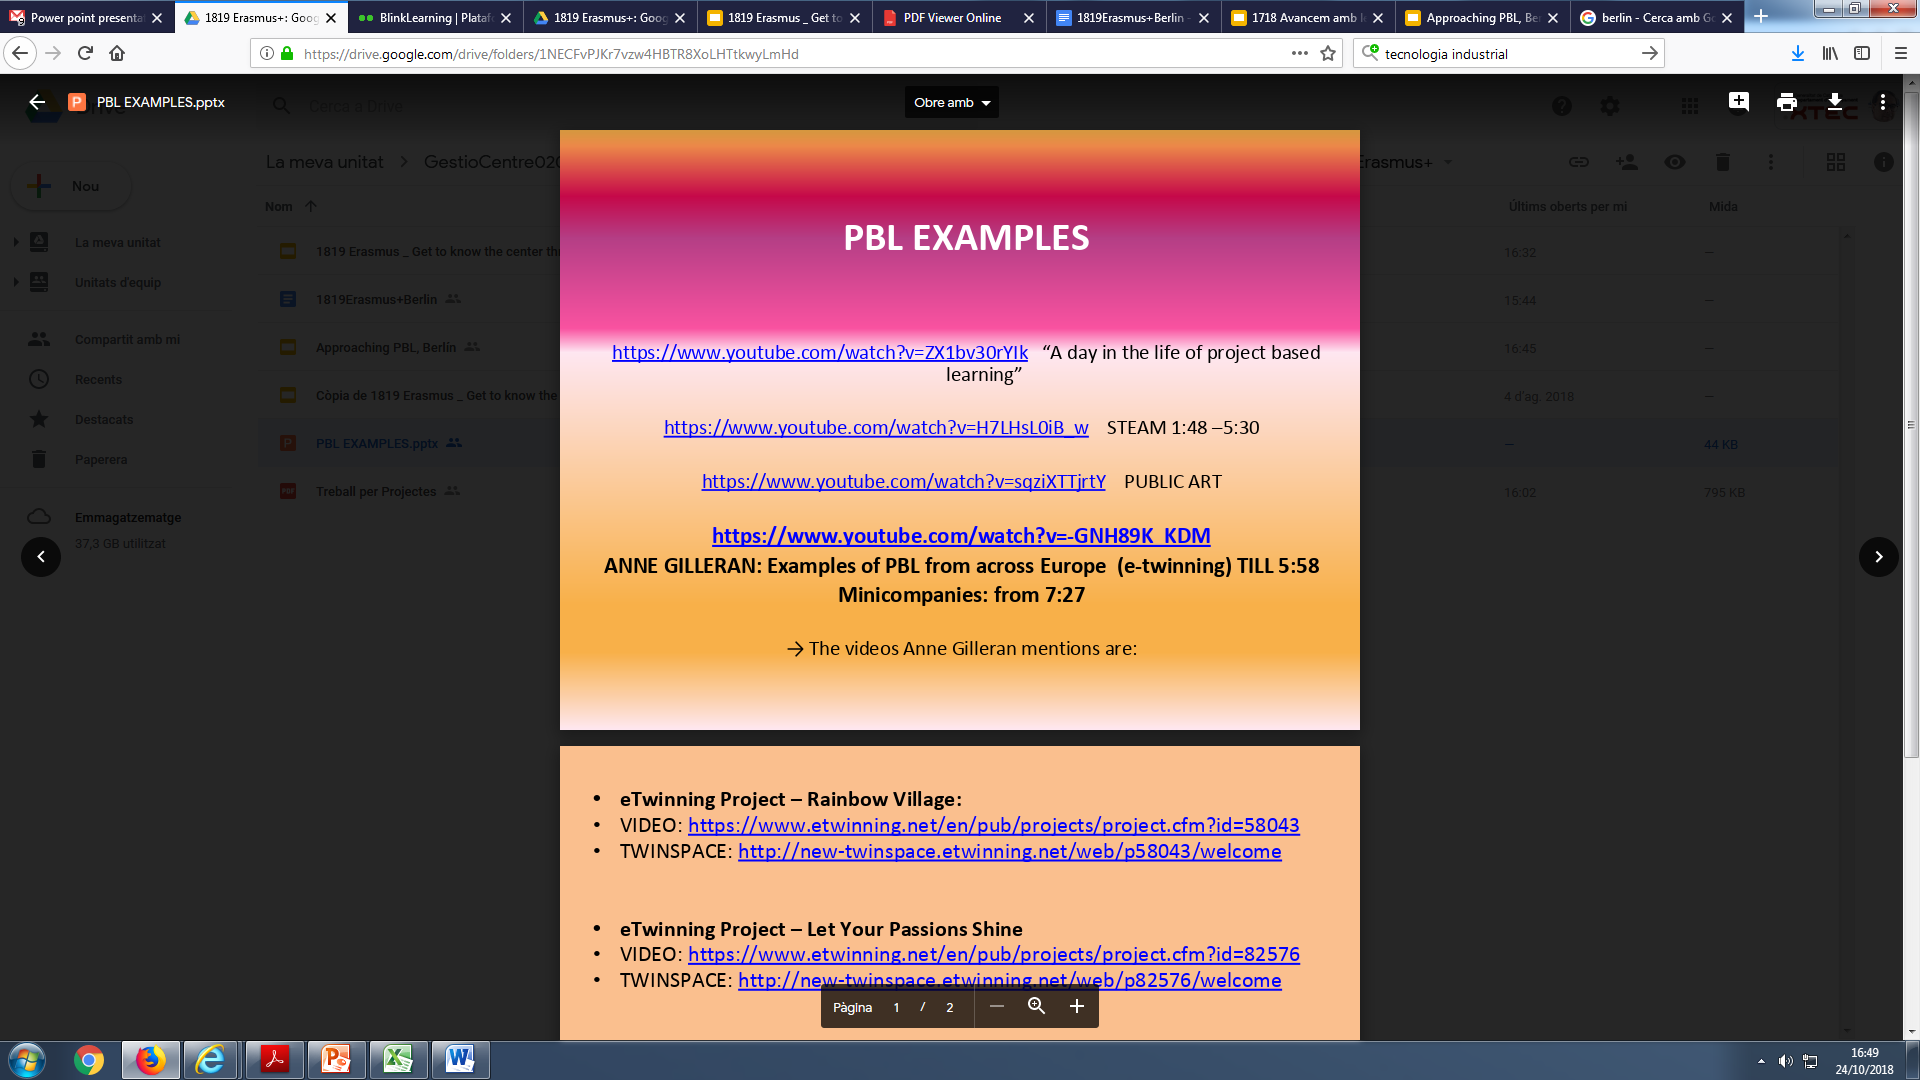 Power point presentat
1819 Erasmus+: Goog
BlinkLearning | Plataf
1819 Erasmus+: Goog
1819 Erasmus _ Get to
PDF Viewer Online
1819Erasmus+Berlin -
1718 Avancem amb l
Approaching PBL, Be
berlin - Cerca amb Go
https://drive.google.com/drive/folders/1NECFvPJKr7vzw4HBTR8XoLHTtkwyLmHd
tecnologia industrial
PBL EXAMPLES.pptx
Cerca a Drive
Obre amb
La meva unitat
GestioCentre020
Erasmus+
Nou
Nom
Últims oberts per mi
Mida
La meva unitat
Unitats d'equip
Compartit amb mi
Recents
Destacats
Paperera
Emmagatzematge
37,3 GB utilitzat
1819 Erasmus _ Get to know the center thr
16:32
1819Erasmus+Berlin
15:44
Approaching PBL, Berlín
16:45
Còpia de 1819 Erasmus _ Get to know the
4 d'ag. 2018
PBL EXAMPLES.pptx
44 KB
Treball per Projectes
16:02
795 KB
PBL EXAMPLES
https://www.youtube.com/watch?v=ZX1bv30rYIk “A day in the life of project based
learning”
https://www.youtube.com/watch?v=H7LHsL0iB_w STEAM 1:48 –5:30
https://www.youtube.com/watch?v=sqziXTTjrtY PUBLIC ART
https://www.youtube.com/watch?v=-GNH89K_KDM
ANNE GILLERAN: Examples of PBL from across Europe (e-twinning) TILL 5:58
Minicompanies: from 7:27
→ The videos Anne Gilleran mentions are:
• eTwinning Project – Rainbow Village:
• VIDEO: https://www.etwinning.net/en/pub/projects/project.cfm?id=58043
• TWINSPACE: http://new-twinspace.etwinning.net/web/p58043/welcome
• eTwinning Project – Let Your Passions Shine
• VIDEO: https://www.etwinning.net/en/pub/projects/project.cfm?id=82576
• TWINSPACE: http://new-twinspace.etwinning.net/web/p82576/welcome
Pàgina 1 / 2
16:49
24/10/2018